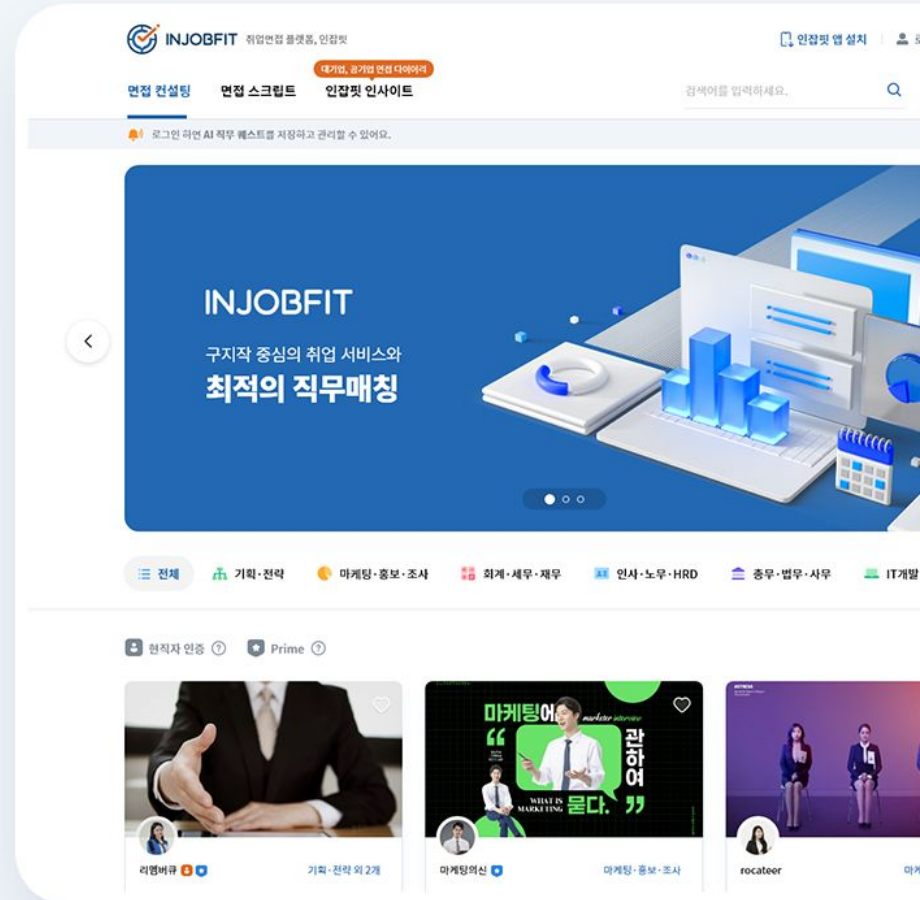 INJOBFIT 취업면접 플랫폼, 인잡핏
인잡핏 앱 설치
대기업, 공기업 면접 다이어리
면접 컨설팅 면접 스크립트 인잡핏 인사이트
검색어를 입력하세요.
로그인 하면 AI 직무 퀘스트를 저장하고 관리할 수 있어요.
INJOBFIT
구지작 중심의 취업 서비스와
최적의 직무매칭
전체 기획·전략 마케팅·홍보·조사 회계·세무·재무 인사·노무·HRD 총무·법무·사무 IT개발
현직자 인증 ? Prime ?
마케팅어
markster interview
관하여
WHAT IS
MARKETING
묻다.
리멤버큐 기획·전략 외 2개
마케팅의신 마케팅·홍보·조사
rocateer 마케